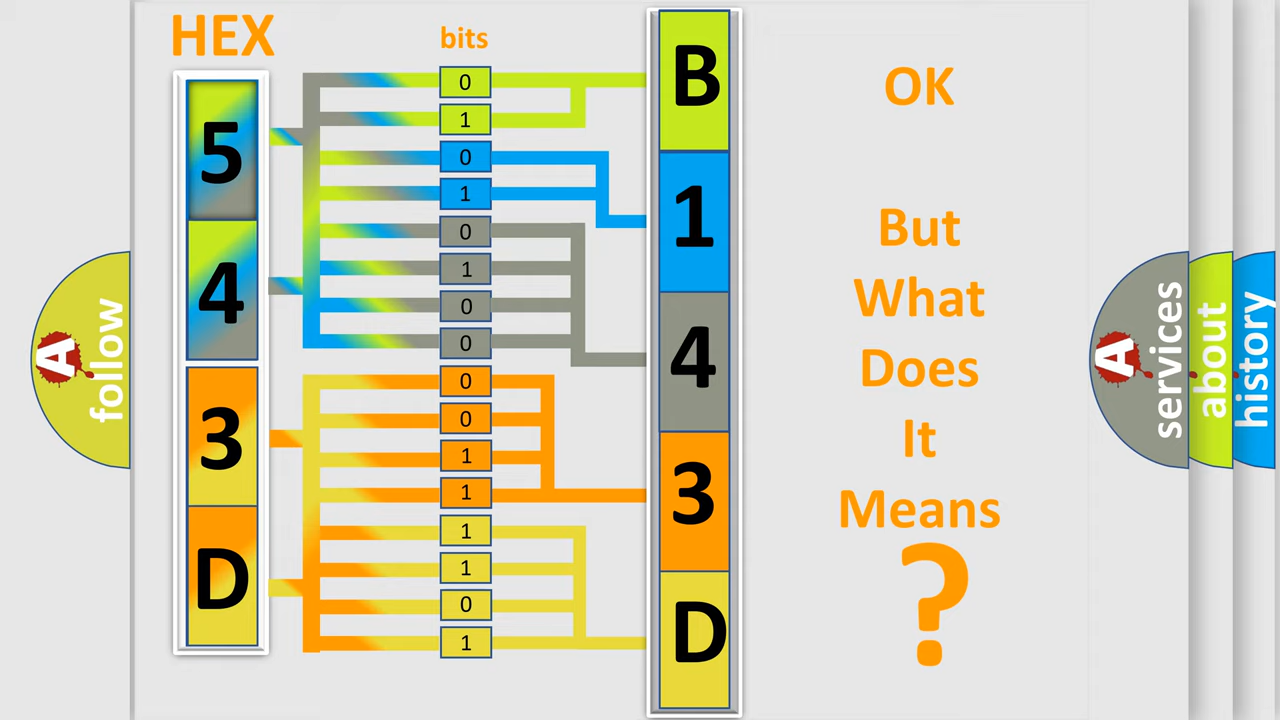 HEX
bits
5
4
3
D
0
1
0
1
0
1
0
0
0
0
1
1
1
1
0
1
B
1
4
3
D
OK
But
What
Does
It
Means
?
A
follow
A
services
about
history